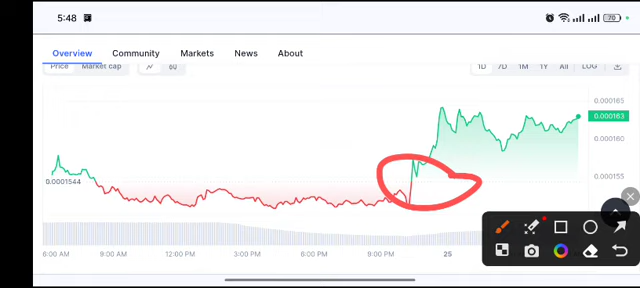 5:48
70
Overview Community Markets News About
Price Market cap
1D 7D 1M 1Y All LOG
0.000165
0.000163
0.000160
0.000155
0.0001544
6:00 AM 9:00 AM 12:00 PM 3:00 PM 6:00 PM 9:00 PM 25